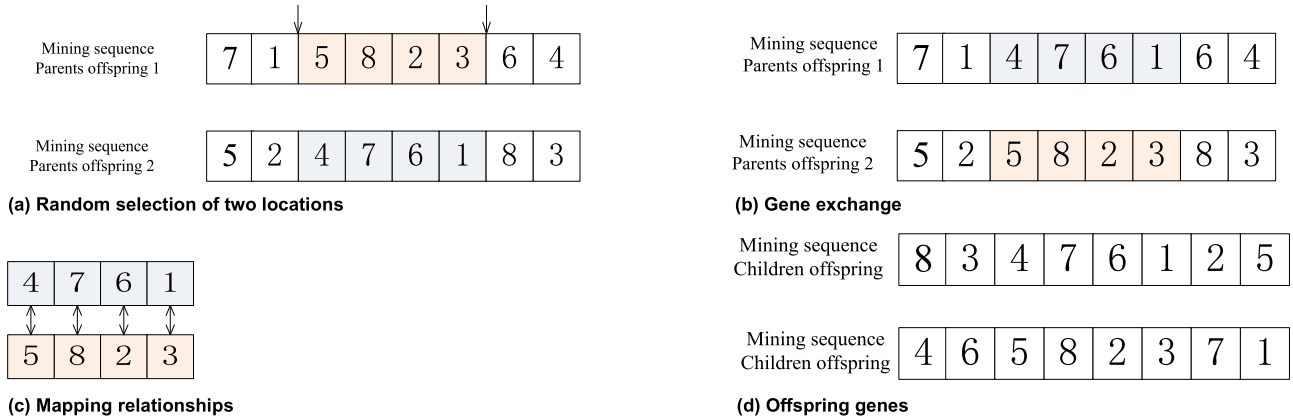 Mining sequence
Parents offspring 1
7 1 5 8 2 3 6 4
Mining sequence
Parents offspring 2
5 2 4 7 6 1 8 3
(a) Random selection of two locations
Mining sequence
Parents offspring 1
7 1 4 7 6 1 6 4
Mining sequence
Parents offspring 2
5 2 5 8 2 3 8 3
(b) Gene exchange
4 7 6 1
5 8 2 3
(c) Mapping relationships
Mining sequence
Children offspring
8 3 4 7 6 1 2 5
Mining sequence
Children offspring
4 6 5 8 2 3 7 1
(d) Offspring genes